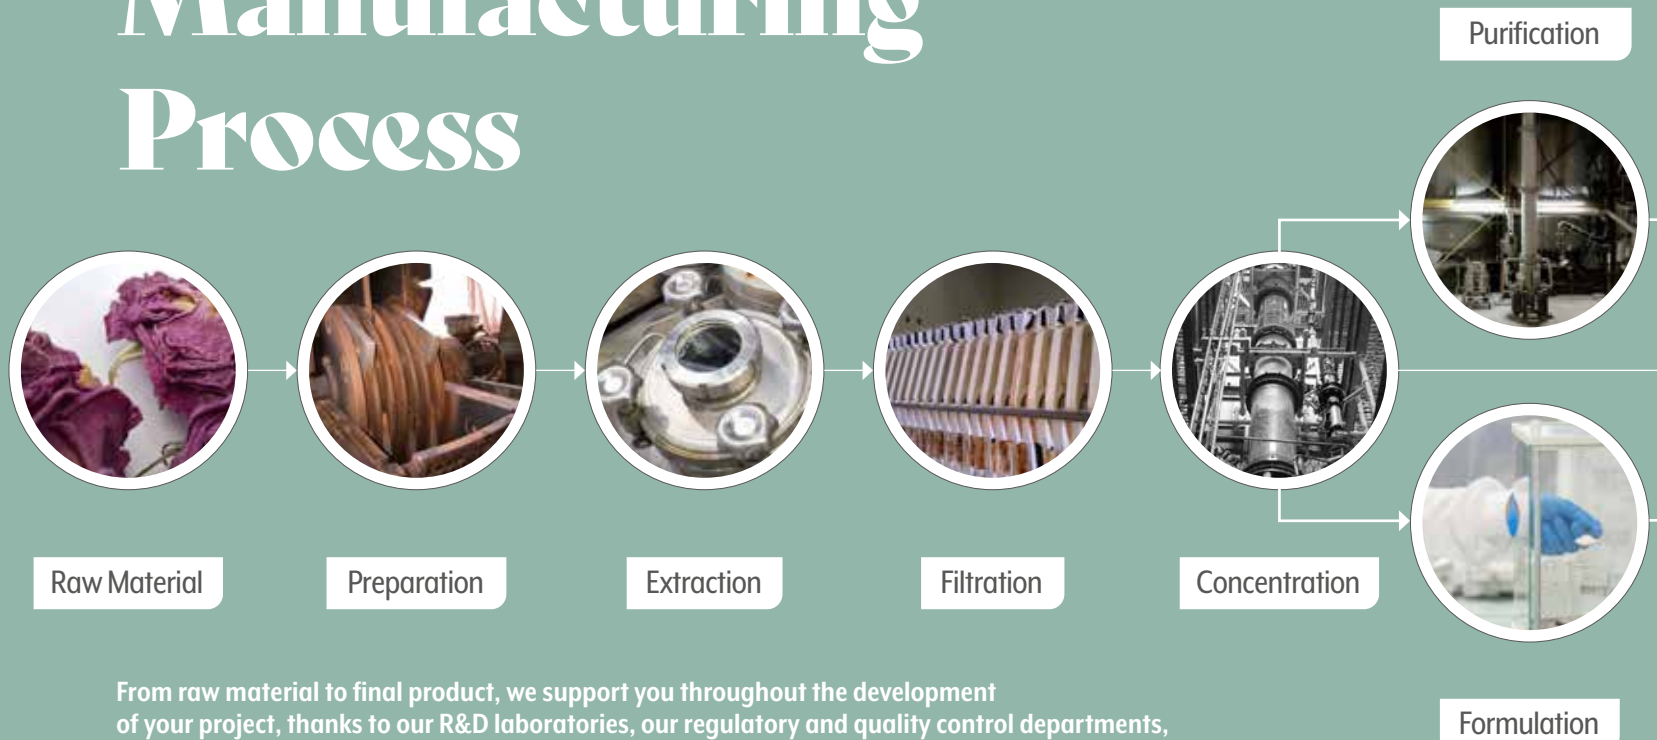 Manufacturing
Process
Purification
Raw Material
Preparation
Extraction
Filtration
Concentration
Formulation
From raw material to final product, we support you throughout the development
of your project, thanks to our R&D laboratories, our regulatory and quality control departments,